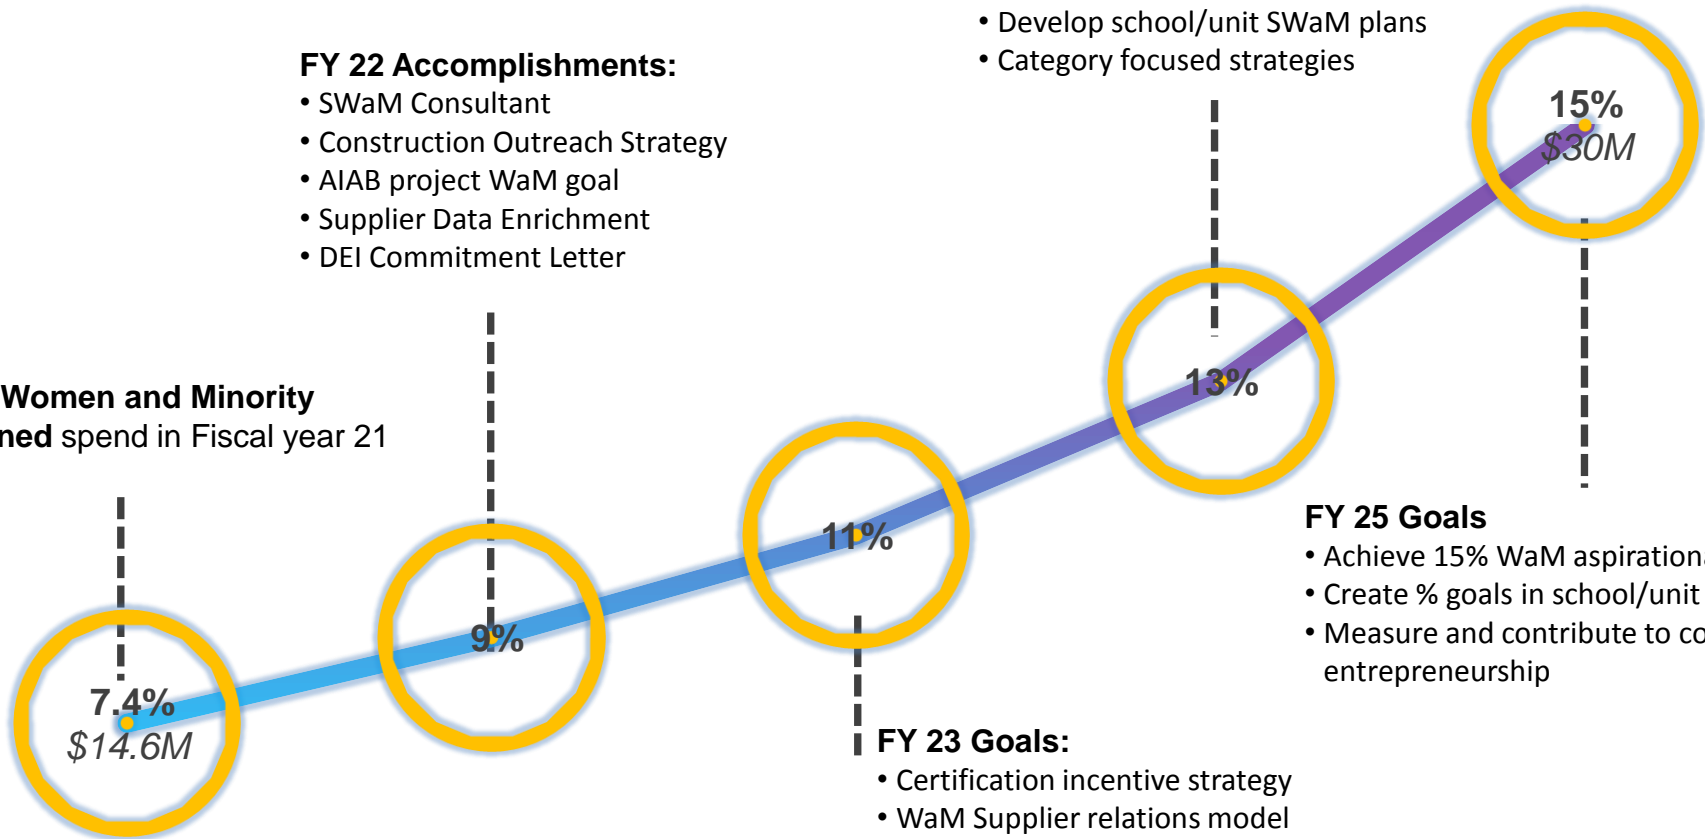 • Develop school/unit SWaM plans
• Category focused strategies
FY 22 Accomplishments:
• SWaM Consultant
• Construction Outreach Strategy
• AIAB project WaM goal
• Supplier Data Enrichment
• DEI Commitment Letter
15%
$30M
13%
Women and Minority
spend in Fiscal year 21
11%
9%
7.4%
$14.6M
FY 25 Goals
• Achieve 15% WaM
• Create % goals in school/unit
• Measure and contribute to
entrepreneurship
FY 23 Goals:
• Certification incentive strategy
• WaM Supplier relations model